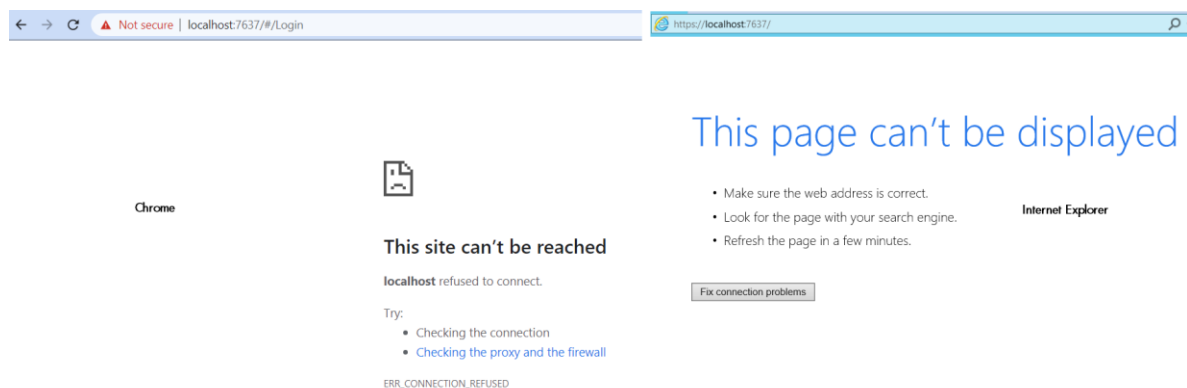 Not secure | localhost:7637/#/Login
Chrome
This site can't be reached
localhost refused to connect.
Try:
• Checking the connection
• Checking the proxy and the firewall
ERR_CONNECTION_REFUSED
https://localhost:7637/
This page can't be displayed
• Make sure the web address is correct.
• Look for the page with your search engine.
• Refresh the page in a few minutes.
Internet Explorer
Fix connection problems